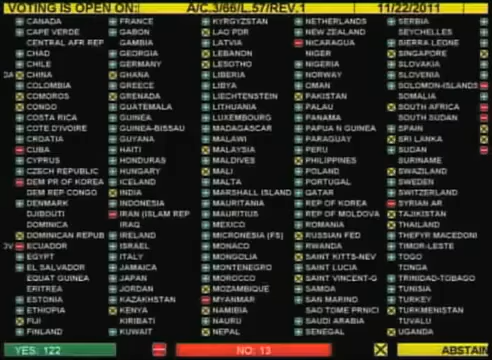 VOTING IS OPEN ON: A/C.3/66/L.57/REV.1 11/22/2011
CANADA FRANCE KYRGYZSTAN NETHERLANDS SERBIA
CAPE VERDE GABON LAO PDR NEW ZEALAND SEYCHELLES
CENTRAL AFR REP GAMBIA LATVIA NICARAGUA SIERRA LEONE
CHAD GEORGIA LEBANON NIGER SINGAPORE
CHILE GERMANY LESOTHO NIGERIA SLOVAKIA
CHINA GHANA LIBERIA NORWAY SLOVENIA
COLOMBIA GREECE LIBYA OMAN SOLOMON-ISLANDS
COMOROS GRENADA LIECHTENSTEIN PAKISTAN SOMALIA
CONGO GUATEMALA LITHUANIA PALAU SOUTH AFRICA
COSTA RICA GUINEA LUXEMBOURG PANAMA SOUTH SUDAN
COTE D'IVOIRE GUINEA-BISSAU MADAGASCAR PAPUA N GUINEA SPAIN
CROATIA GUYANA MALAWI PARAGUAY SRI LANKA
CUBA HAITI MALAYSIA PERU SUDAN
CYPRUS HONDURAS MALDIVES PHILIPPINES SURINAME
CZECH REPUBLIC HUNGARY MALI POLAND SWAZILAND
DEM PR OF KOREA ICELAND MALTA PORTUGAL SWEDEN
DEM REP CONGO INDIA MARSHALL ISLAND QATAR SWITZERLAND
DENMARK INDONESIA MAURITANIA REP OF KOREA SYRIAN AR
DJIBOUTI IRAN (ISLAM REP MAURITIUS REP OF MOLDOVA TAJIKISTAN
DOMINICA IRAQ MEXICO ROMANIA THAILAND
DOMINICAN REPUB IRELAND MICRONESIA (FS) RUSSIAN FED THEFYR MACEDONI
ECUADOR ISRAEL MONACO RWANDA TIMOR-LESTE
EGYPT ITALY MONGOLIA SAINT KITTS-NEV TOGO
EL SALVADOR JAMAICA MONTENEGRO SAINT LUCIA TONGA
EQUAT GUINEA JAPAN MOROCCO SAINT VINCENT-G TRINIDAD-TOBAGO
ERITREA JORDAN MOZAMBIQUE SAMOA TUNISIA
ESTONIA KAZAKHSTAN MYANMAR SAN MARINO TURKEY
ETHIOPIA KENYA NAMIBIA SAO TOME PRNCI TURKMENISTAN
FIJI KIRIBATI NAURU SAUDI ARABIA TUVALU
FINLAND KUWAIT NEPAL SENEGAL UGANDA
YES: 122 NO: 13 ABSTAIN